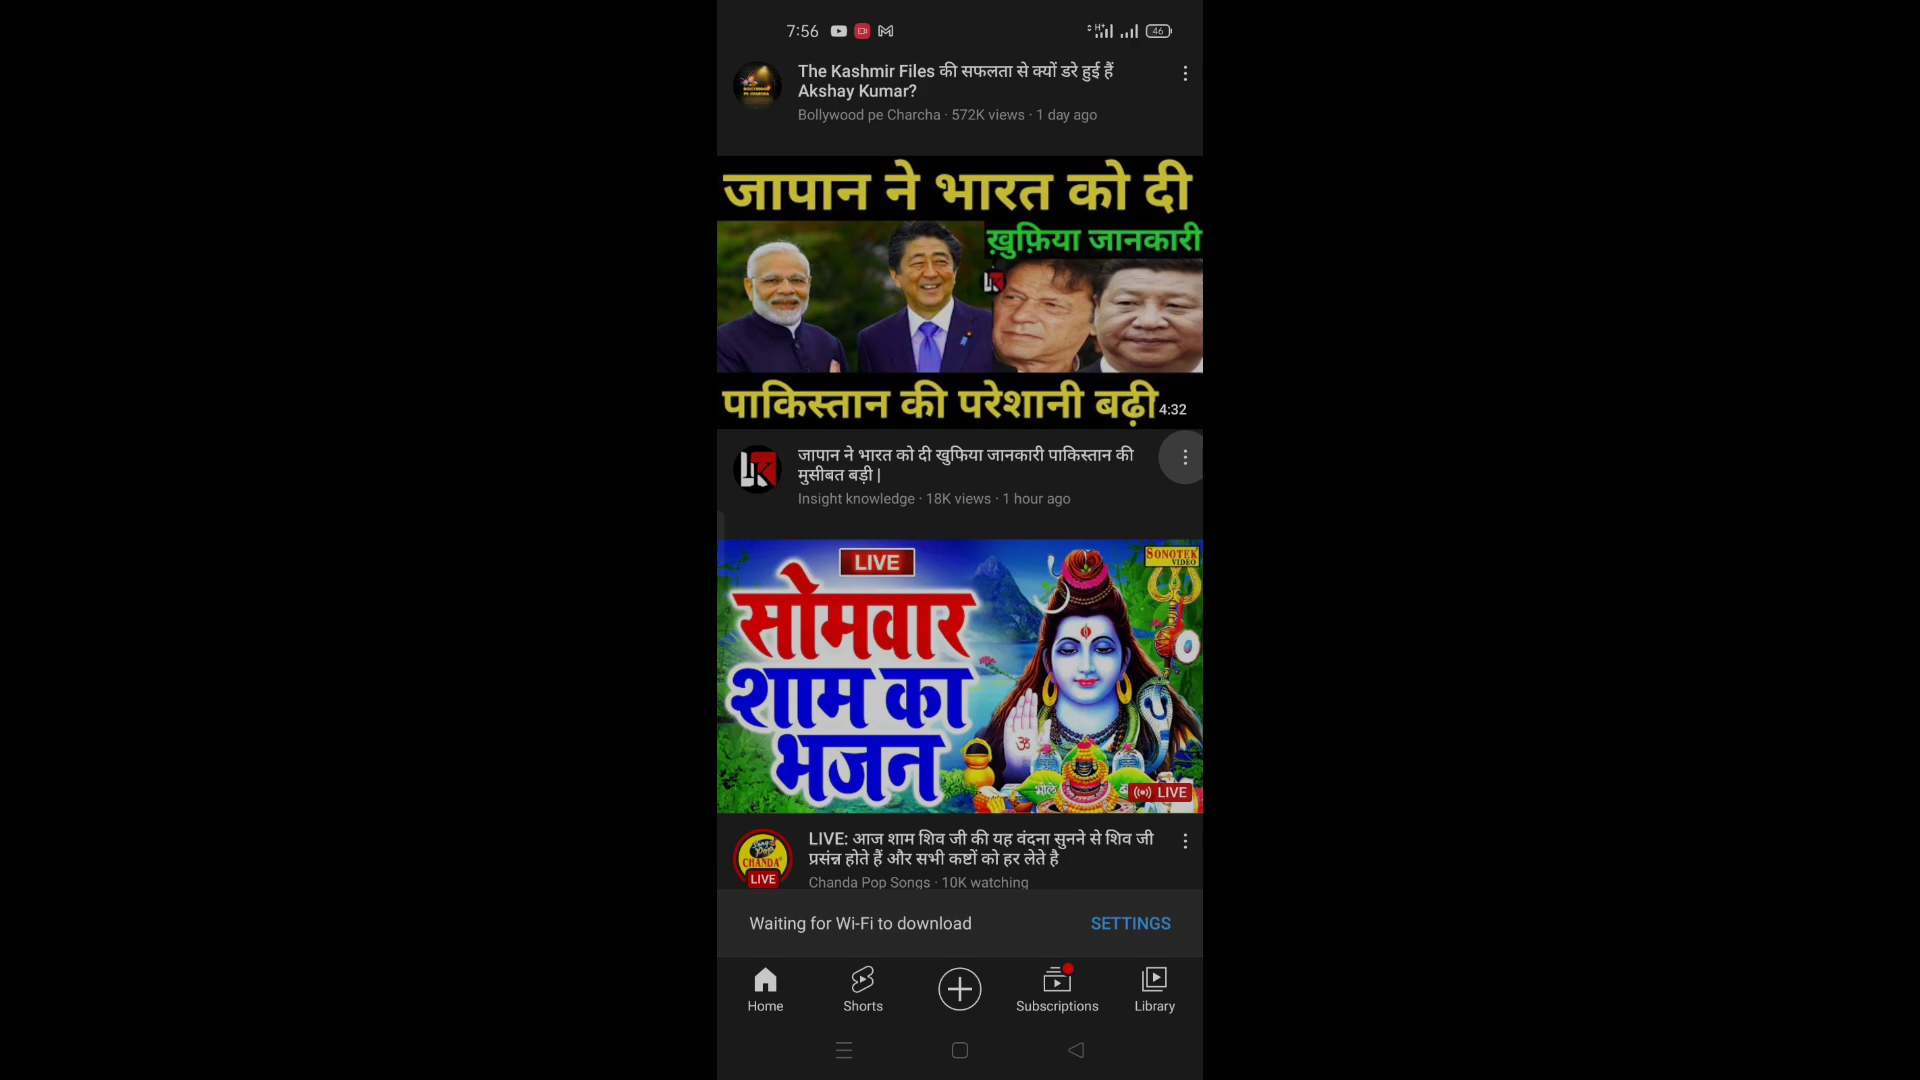 7:56
H+
46
The Kashmir Files की सफलता से क्यों डरे हुई हैं
Akshay Kumar?
Bollywood pe Charcha · 572K views · 1 day ago
जापान ने भारत को दी
ख़ुफ़िया जानकारी
पाकिस्तान की परेशानी बढ़ी
4:32
जापान ने भारत को दी खुफिया जानकारी पाकिस्तान की
मुसीबत बड़ी |
Insight knowledge · 18K views · 1 hour ago
LIVE
SONOTEK
VIDEO
सोमवार
शाम का
भजन
LIVE
LIVE: आज शाम शिव जी की यह वंदना सुनने से शिव जी
प्रसंन्न होते हैं और सभी कष्टों को हर लेते है
CHANDA
LIVE
Chanda Pop Songs · 10K watching
Waiting for Wi-Fi to download
SETTINGS
Home
Shorts
Subscriptions
Library